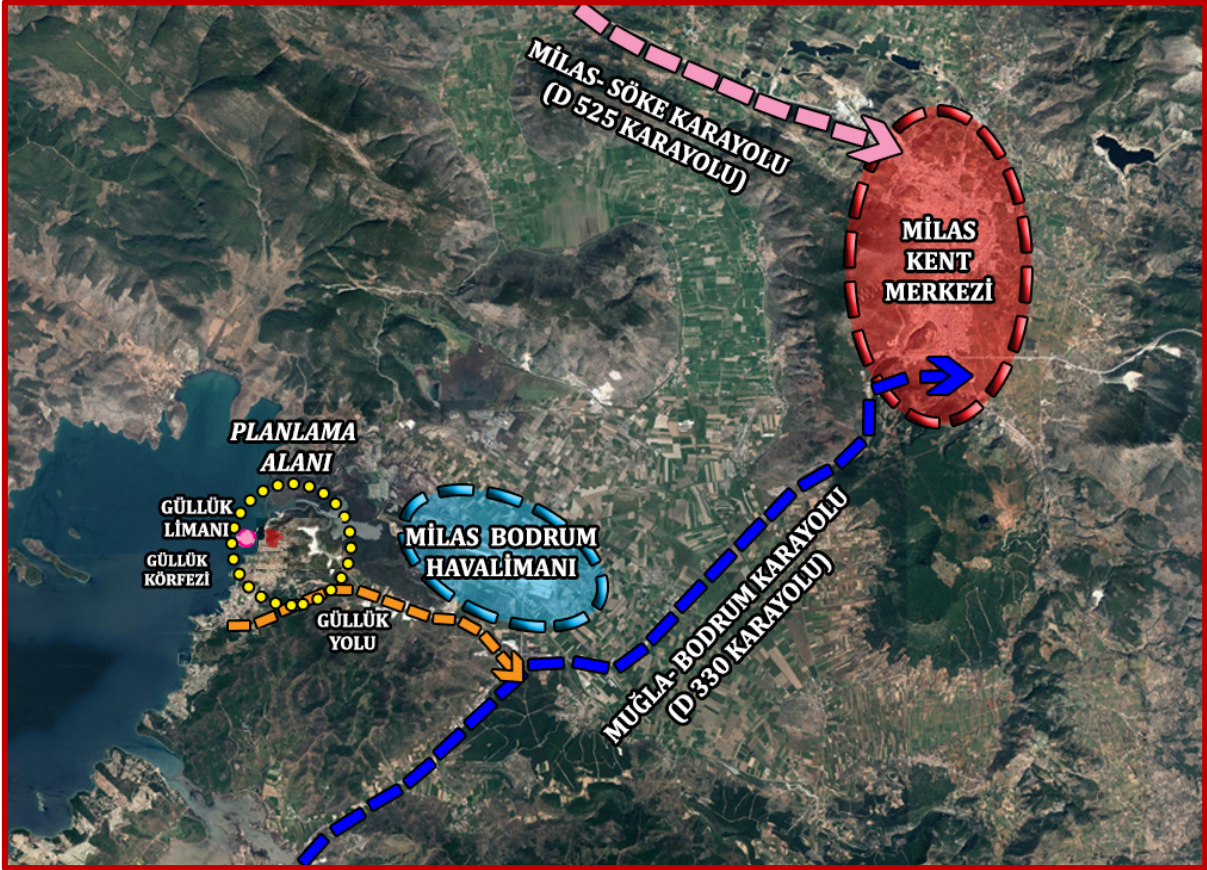 MİLAS- SÖKE KARAYOLU
(D 525 KARAYOLU)
MİLAS
KENT
MERKEZİ
PLANLAMA
ALANI
GÜLLÜK
LİMANI
GÜLLÜK
KÖRFEZİ
MİLAS BODRUM
HAVALİMANI
GÜLLÜK
YOLU
MUĞLA- BODRUM KARAYOLU
(D 330 KARAYOLU)